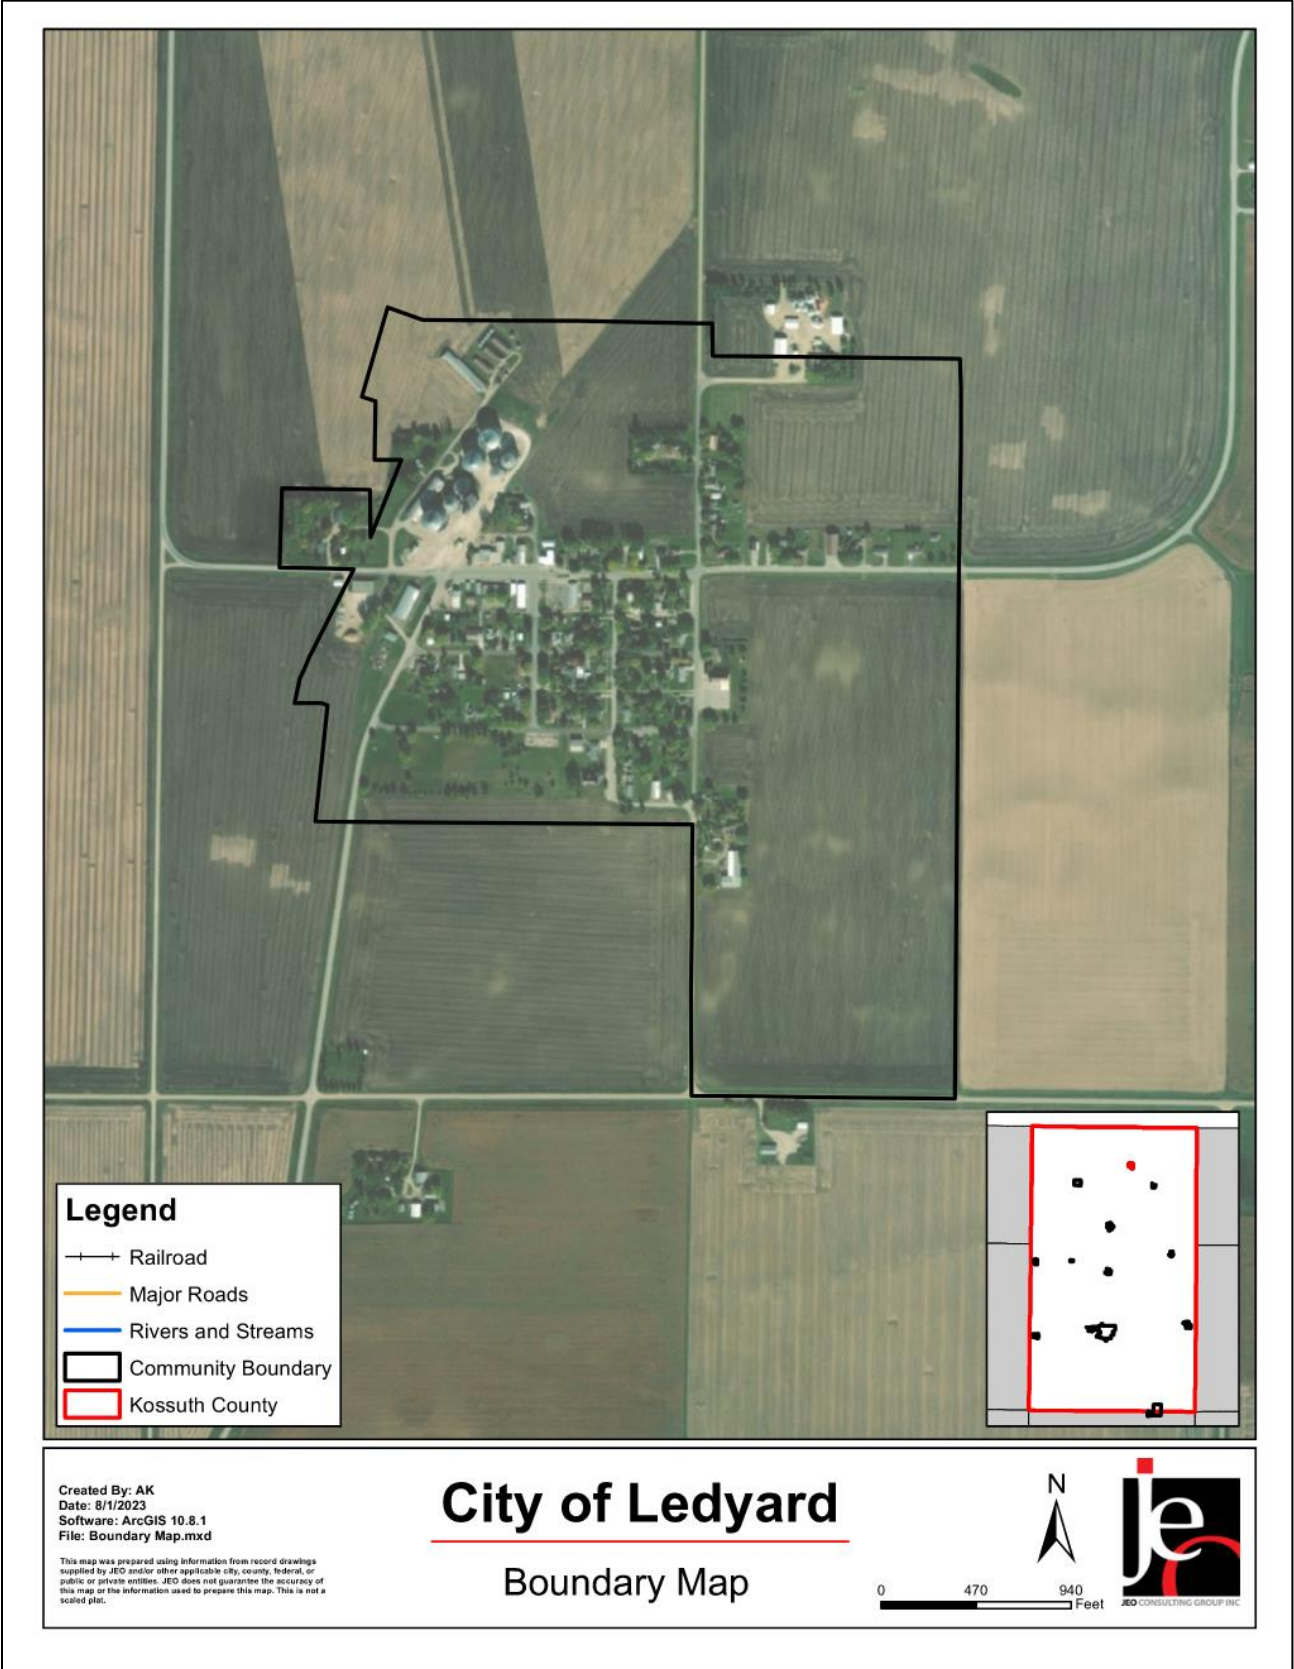 Legend
Railroad
Major Roads
Rivers and Streams
Community Boundary
Kossuth County
Created By: AK
Date: 8/1/2023
Software: ArcGIS 10.8.1
File: Boundary Map.mxd
This map was prepared using information from record drawings
supplied by JEO and/or other applicable city, county, federal, or
public or private entities. JEO does not guarantee the accuracy of
this map or the information used to prepare this map. This is not a
scaled plat.
City of Ledyard
Boundary Map
N
0 470 940
Feet
jeo
JEO CONSULTING GROUP INC